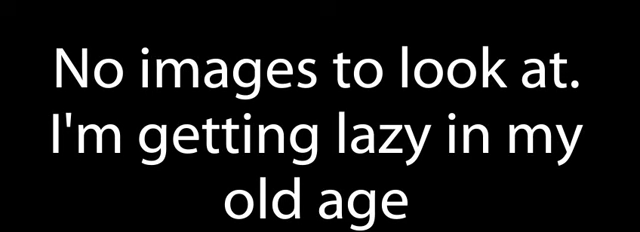 No images to look at.
I'm getting lazy in my
old age